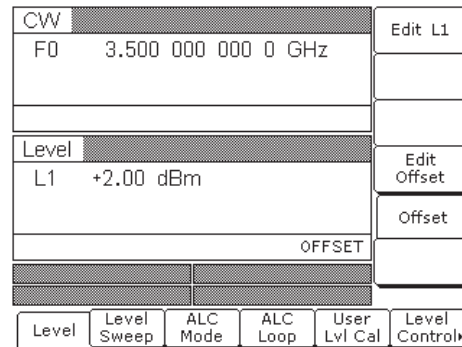 CW
F0 3.500 000 000 0 GHz
Level
L1 +2.00 dBm
OFFSET
Edit L1
Edit
Offset
Offset
Level
Level
Sweep
ALC
Mode
ALC
Loop
User
Lvl Cal
Level
Control